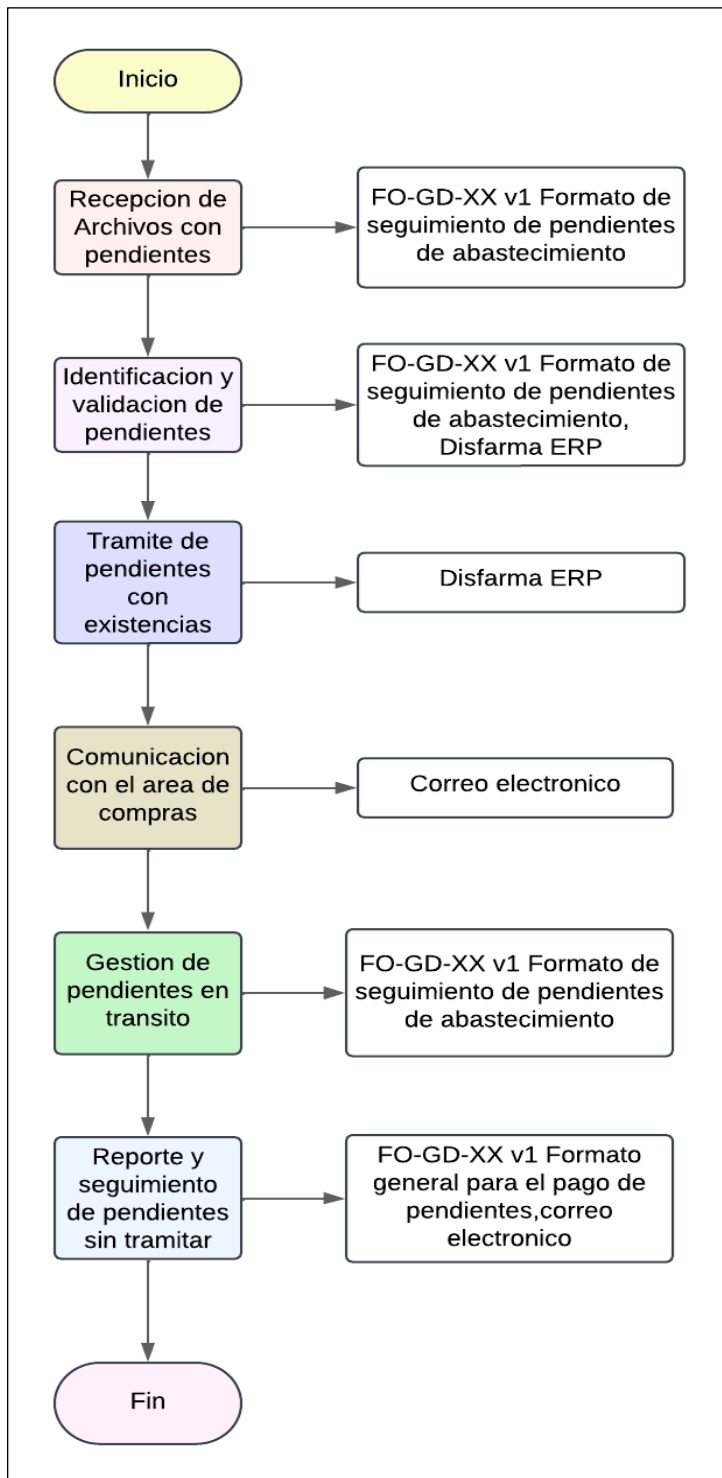 Inicio
Recepcion de
Archivos con
pendientes
FO-GD-XX v1 Formato de
seguimiento de pendientes
de abastecimiento
Identificacion y
validacion de
pendientes
FO-GD-XX v1 Formato de
seguimiento de pendientes
de abastecimiento,
Disfarma ERP
Tramite de
pendientes
con
existencias
Disfarma ERP
Comunicacion
con el area de
compras
Correo electronico
Gestion de
pendientes en
transito
FO-GD-XX v1 Formato de
seguimiento de pendientes
de abastecimiento
Reporte y
seguimiento
de pendientes
sin tramitar
FO-GD-XX v1 Formato
general para el pago de
pendientes,correo
electronico
Fin